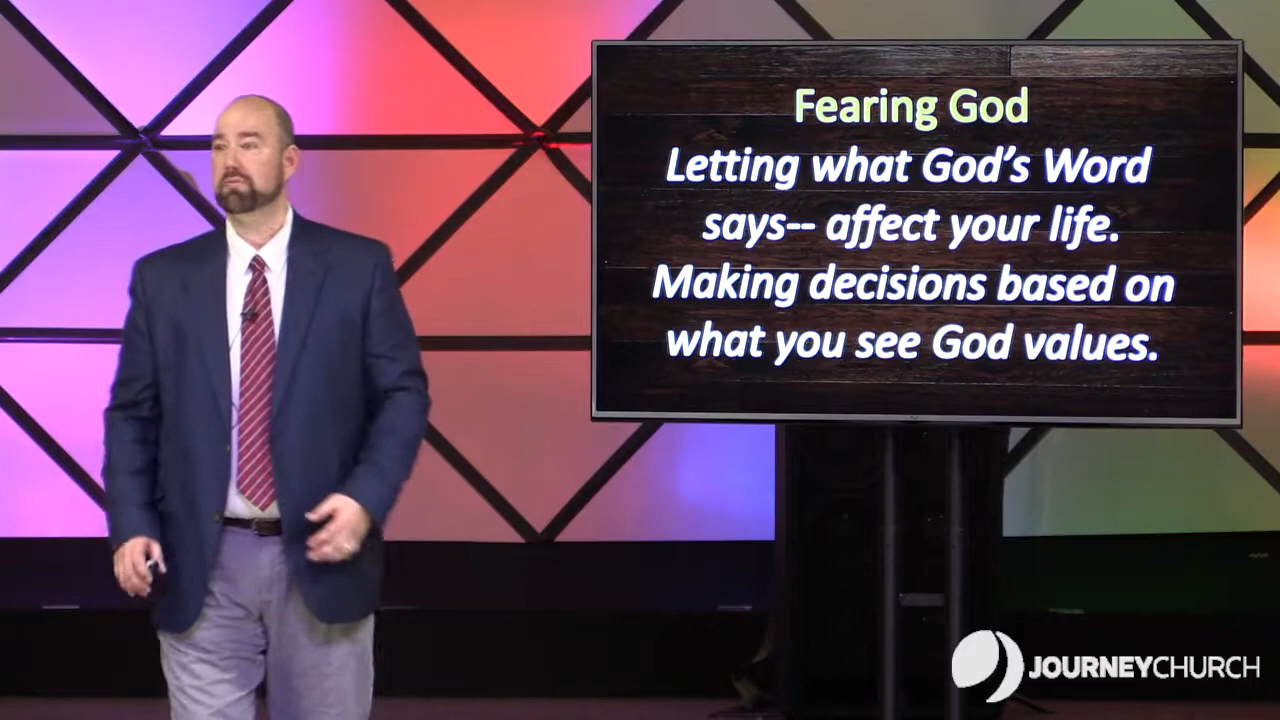 Fearing God
Letting what God's Word
says-- affect your life.
Making decisions based on
what you see God values.
JOURNEYCHURCH